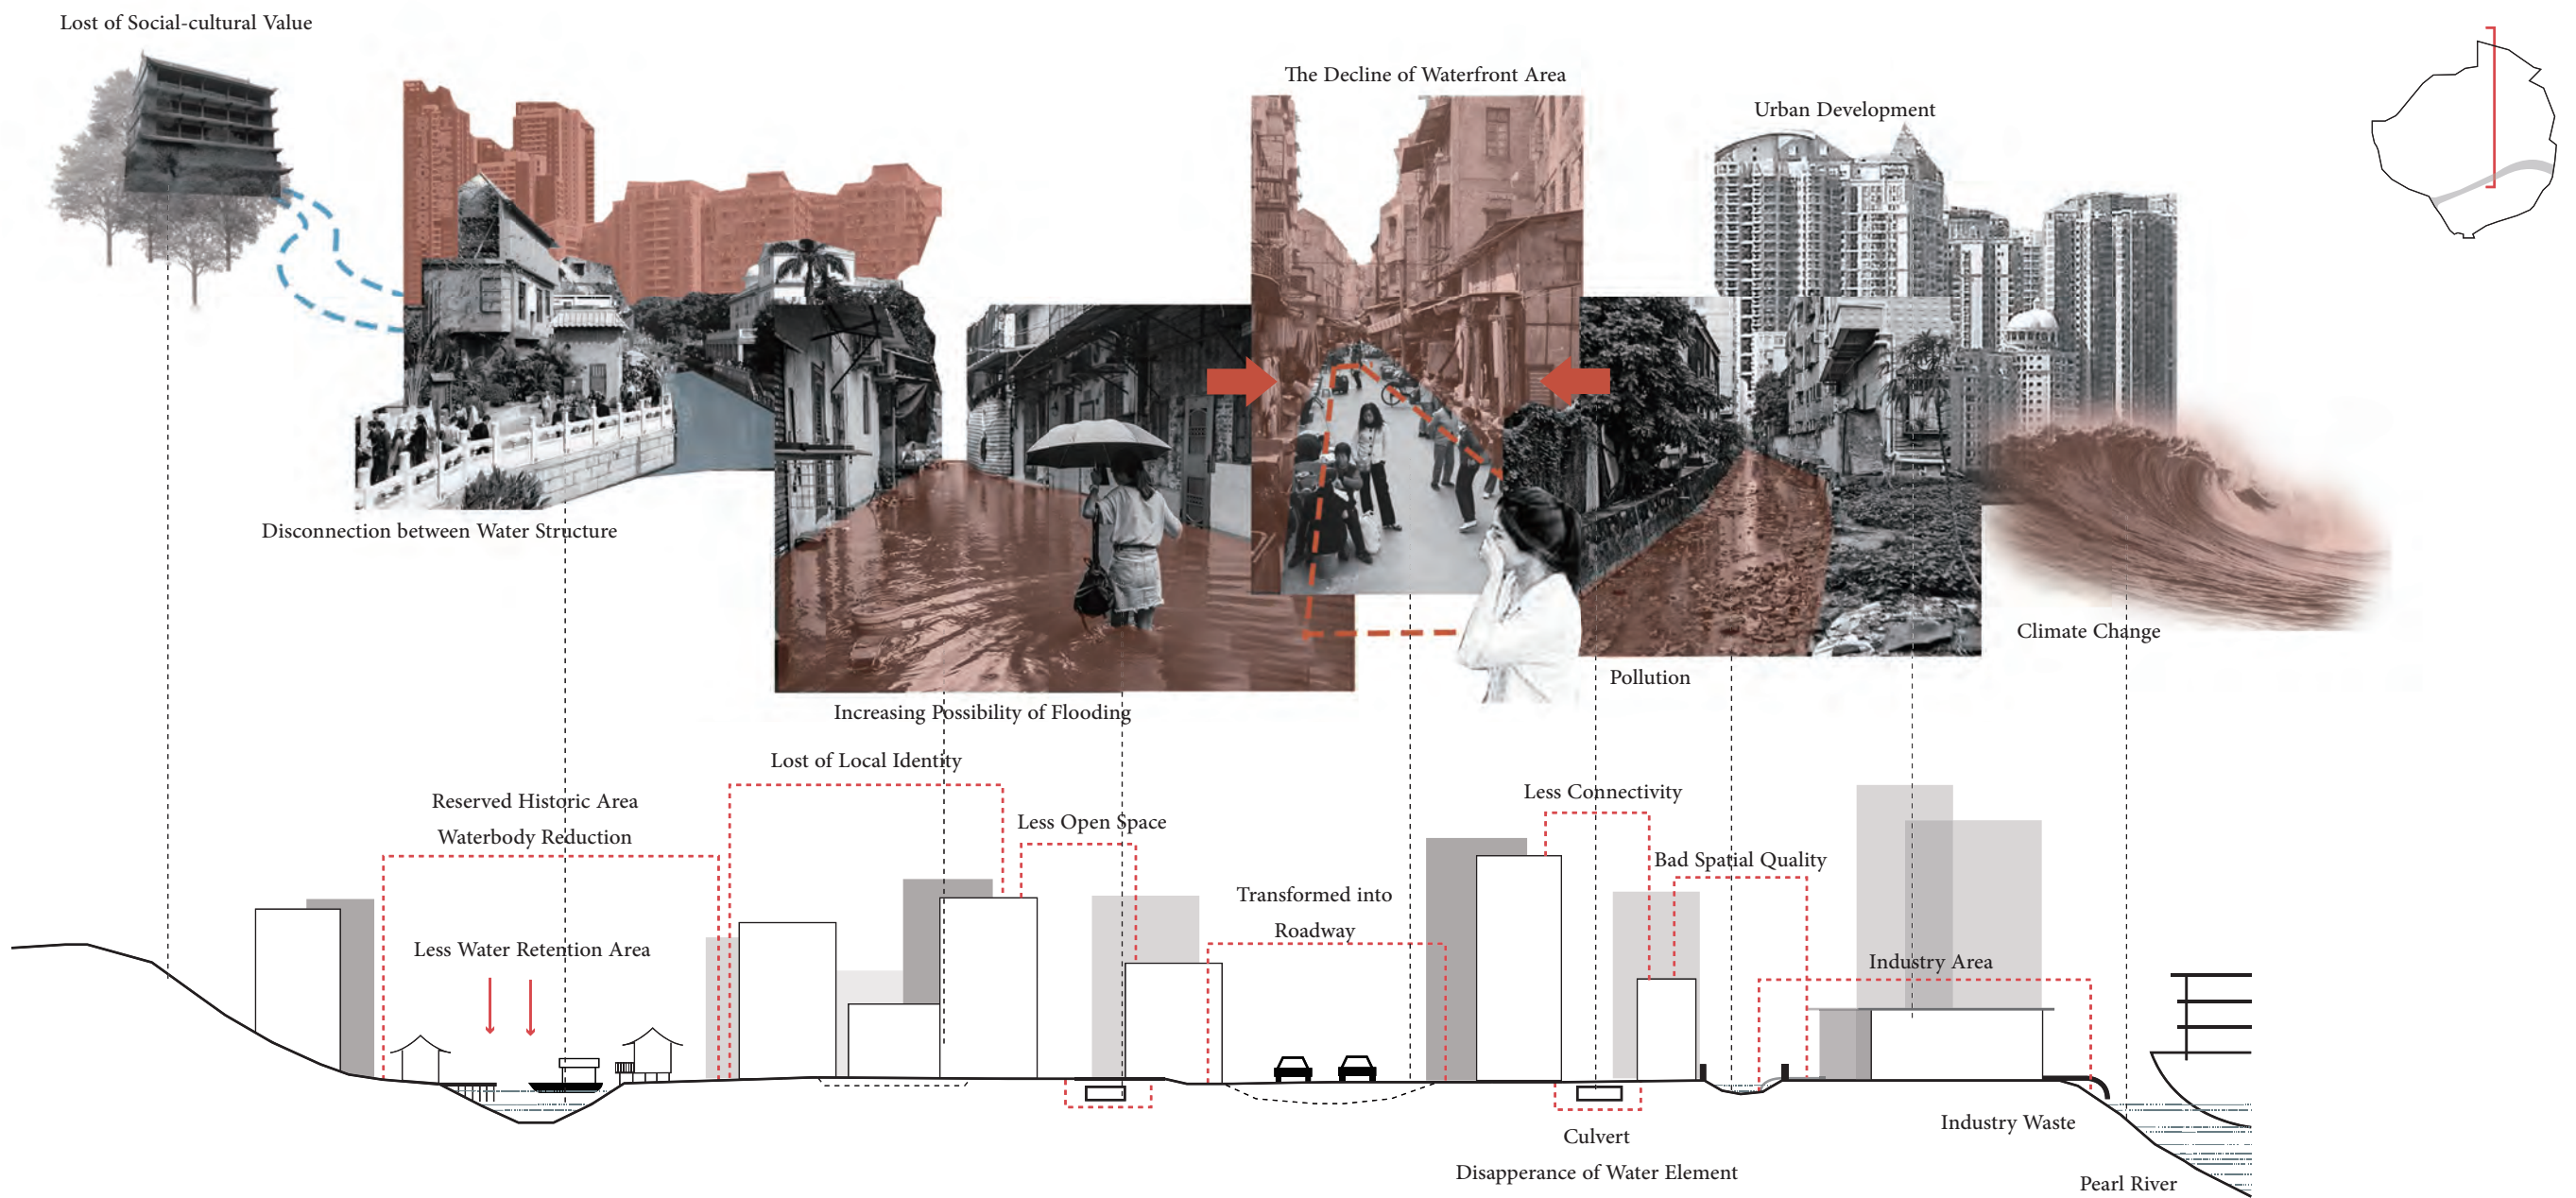 Lost of Social-cultural Value
The Decline of Waterfront Area
Urban Development
Disconnection between Water Structure
Climate Change
Pollution
Increasing Possibility of Flooding
Lost of Local Identity
Reserved Historic Area
Waterbody Reduction
Less Open Space
Less Connectivity
Bad Spatial Quality
Transformed into
Roadway
Less Water Retention Area
Industry Area
Industry Waste
Culvert
Disapperance of Water Element
Pearl River